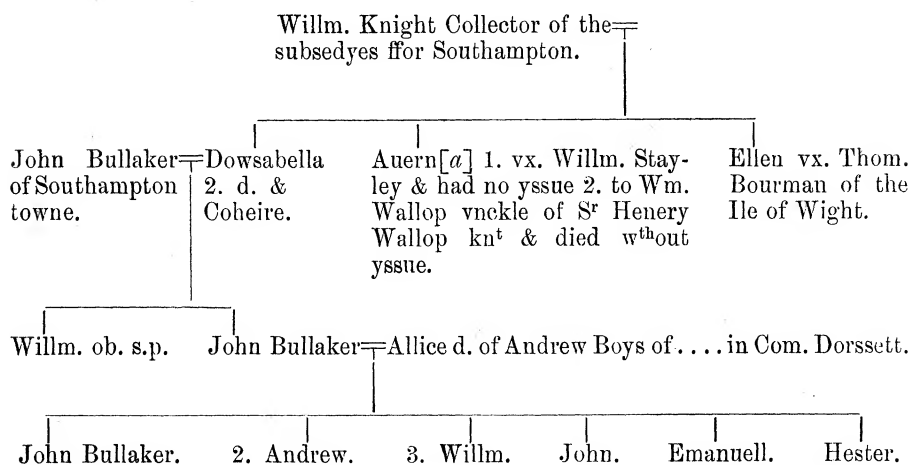 Willm. Knight Collector of the
subsedyes ffor Southampton.
John Bullaker
of Southampton
towne.
Dowsabella
2. d. &
Coheire.
Auern[a] 1. vx. Willm. Stay-
ley & had no yssue 2. to Wm.
Wallop vnckle of Sr Henery
Wallop knt & died wthout
yssue.
Ellen vx. Thom.
Bourman of the
Ile of Wight.
Willm. ob. s.p.
John Bullaker
Allice d. of Andrew Boys of . . . . in Com. Dorssett.
John Bullaker.
2. Andrew.
3. Willm.
John.
Emanuell.
Hester.